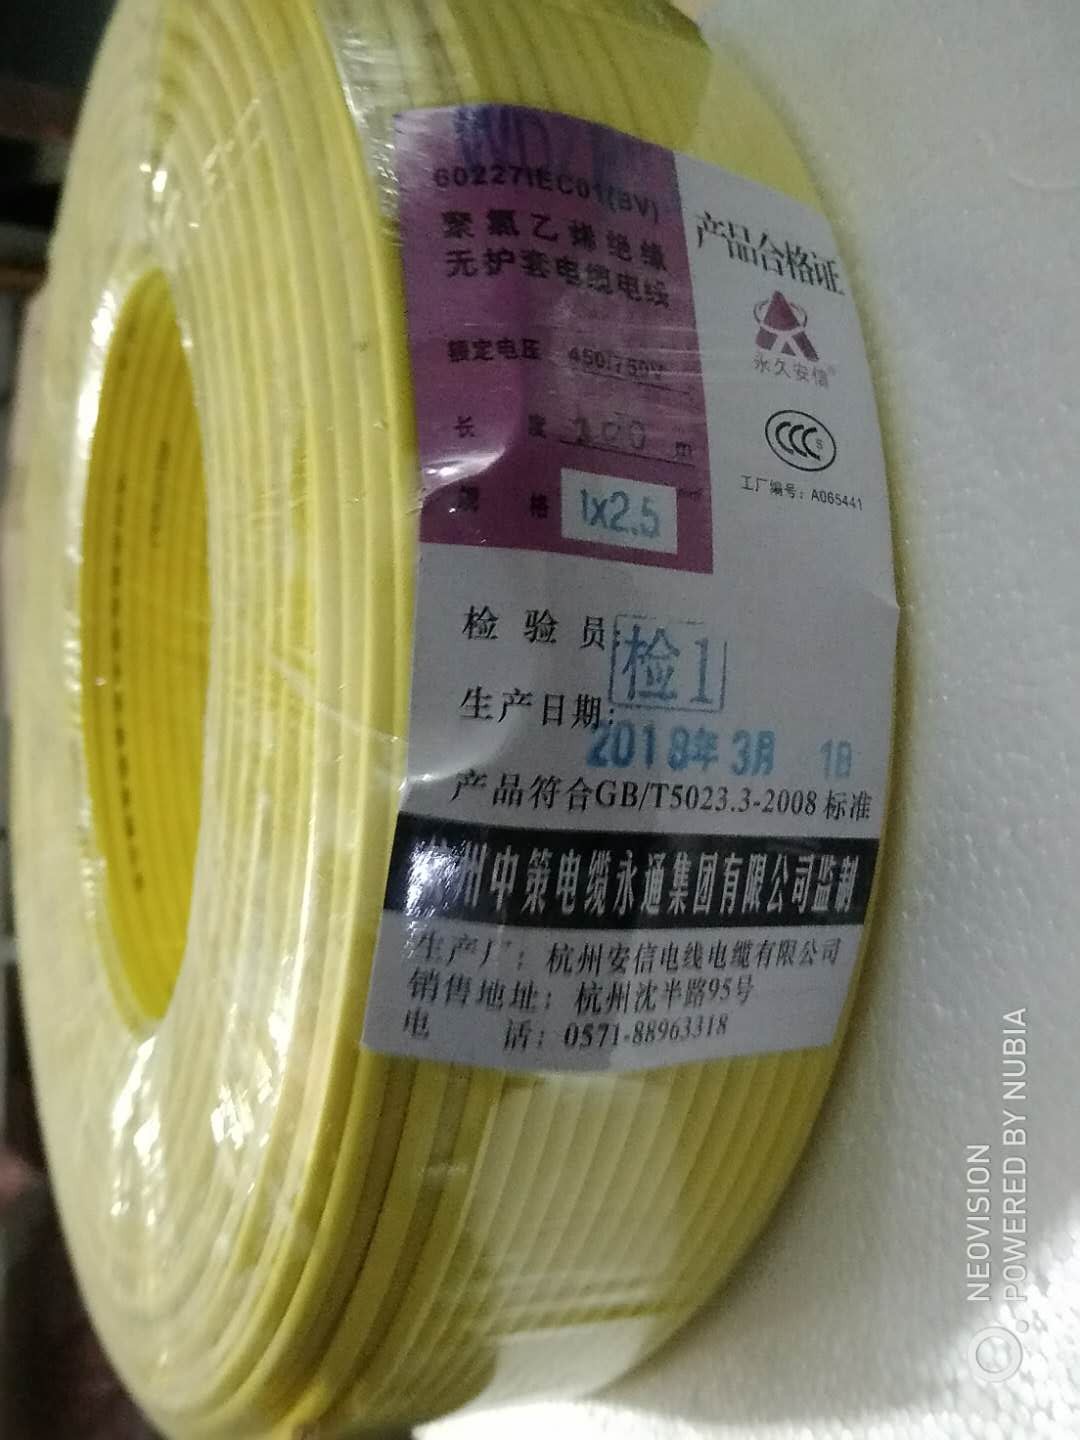 60227IEC01(BV)
聚氯乙烯绝缘
无护套电缆电线
额定电压 450/750V
长 度 100 m
规 格 1X2.5
产品合格证
永久安信®
CCC S
工厂编号：A065441
检 验 员：检1
生产日期：
2018年 3月 1日
产品符合GB/T5023.3-2008 标准
杭州中策电缆永通集团有限公司监制
生产厂：杭州安信电线电缆有限公司
销售地址：杭州沈半路95号
电 话：0571-88963318
NEOVISION
POWERED BY NUBIA